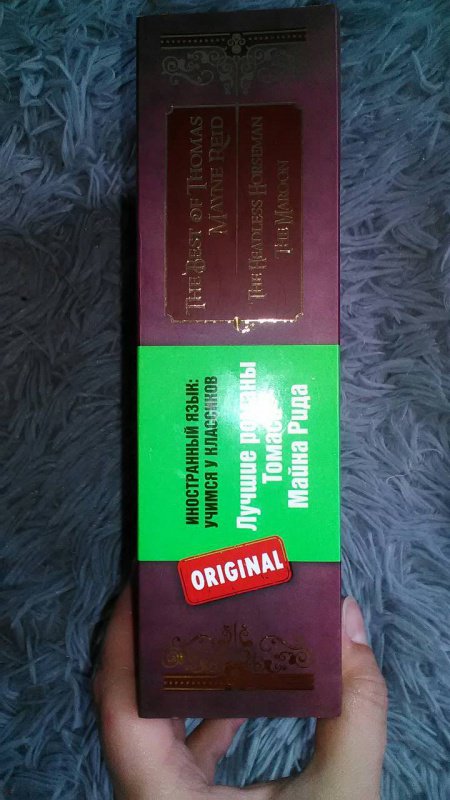 The Best of Thomas
Mayne Reid
The Headless Horseman
The Maroon
ИНОСТРАННЫЙ ЯЗЫК:
УЧИМСЯ У КЛАССИКОВ
Лучшие романы
Томаса
Майна Рида
ORIGINAL